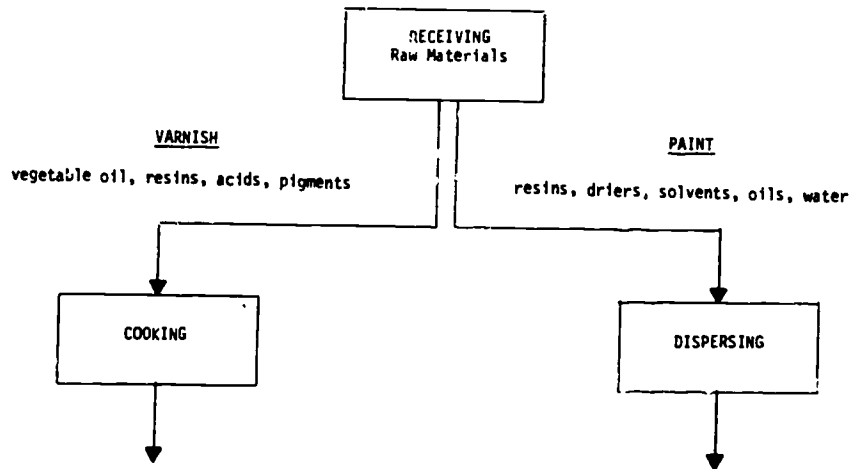 RECEIVING
Raw Materials
VARNISH
vegetable oil, resins, acids, pigments
PAINT
resins, driers, solvents, oils, water
COOKING
DISPERSING